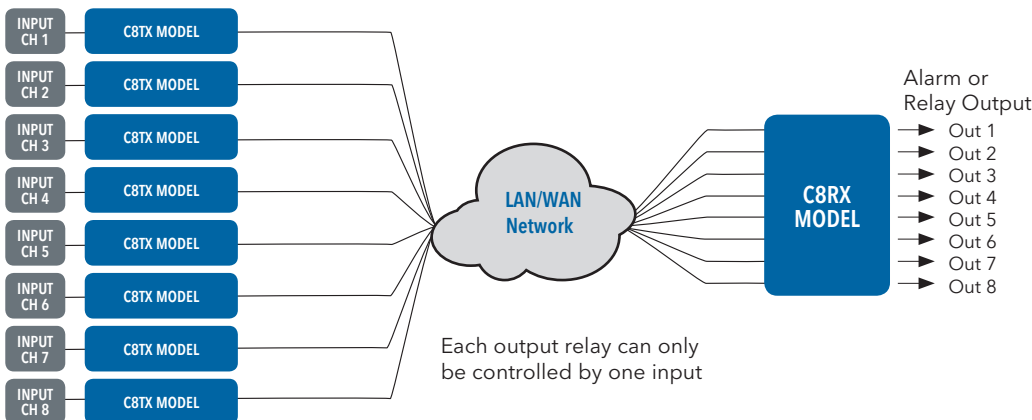 INPUT
CH 1
C8TX MODEL
INPUT
CH 2
C8TX MODEL
INPUT
CH 3
C8TX MODEL
INPUT
CH 4
C8TX MODEL
INPUT
CH 5
C8TX MODEL
INPUT
CH 6
C8TX MODEL
INPUT
CH 7
C8TX MODEL
INPUT
CH 8
C8TX MODEL
LAN/WAN
Network
Each output relay can only
be controlled by one input
C8RX
MODEL
Alarm or
Relay Output
Out 1
Out 2
Out 3
Out 4
Out 5
Out 6
Out 7
Out 8